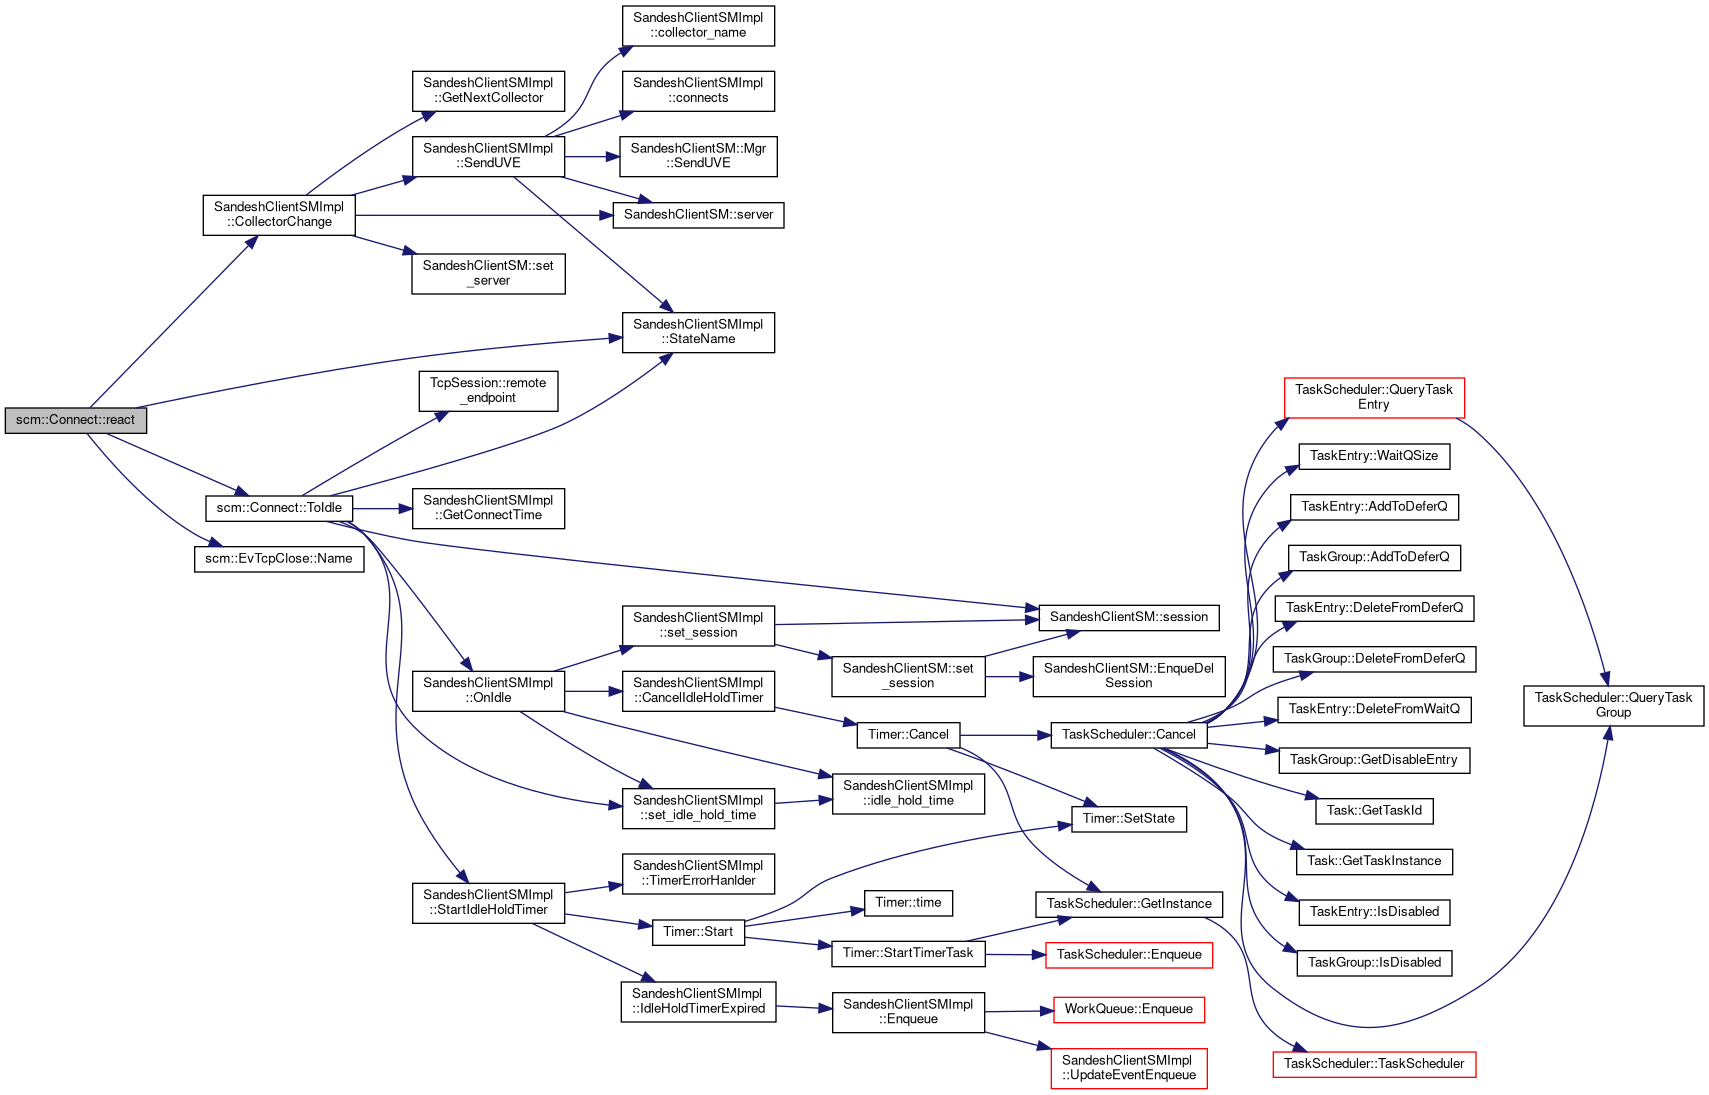 scm::Connect::react
SandeshClientSMImpl
::CollectorChange
scm::Connect::ToIdle
scm::EvTcpClose::Name
SandeshClientSMImpl
::GetNextCollector
SandeshClientSMImpl
::SendUVE
SandeshClientSM::set
_server
TcpSession::remote
_endpoint
SandeshClientSMImpl
::GetConnectTime
SandeshClientSMImpl
::OnIdle
SandeshClientSMImpl
::StartIdleHoldTimer
SandeshClientSMImpl
::collector_name
SandeshClientSMImpl
::connects
SandeshClientSM::Mgr
::SendUVE
SandeshClientSM::server
SandeshClientSMImpl
::StateName
SandeshClientSMImpl
::set_session
SandeshClientSMImpl
::CancelIdleHoldTimer
SandeshClientSMImpl
::set_idle_hold_time
SandeshClientSMImpl
::TimerErrorHanlder
Timer::Start
SandeshClientSMImpl
::IdleHoldTimerExpired
SandeshClientSM::set
_session
Timer::Cancel
SandeshClientSMImpl
::idle_hold_time
Timer::time
Timer::StartTimerTask
SandeshClientSMImpl
::Enqueue
SandeshClientSM::session
SandeshClientSM::EnqueDel
Session
TaskScheduler::Cancel
Timer::SetState
TaskScheduler::GetInstance
TaskScheduler::Enqueue
WorkQueue::Enqueue
SandeshClientSMImpl
::UpdateEventEnqueue
TaskScheduler::QueryTask
Entry
TaskEntry::WaitQSize
TaskEntry::AddToDeferQ
TaskGroup::AddToDeferQ
TaskEntry::DeleteFromDeferQ
TaskGroup::DeleteFromDeferQ
TaskEntry::DeleteFromWaitQ
TaskGroup::GetDisableEntry
Task::GetTaskId
Task::GetTaskInstance
TaskEntry::IsDisabled
TaskGroup::IsDisabled
TaskScheduler::TaskScheduler
TaskScheduler::QueryTask
Group